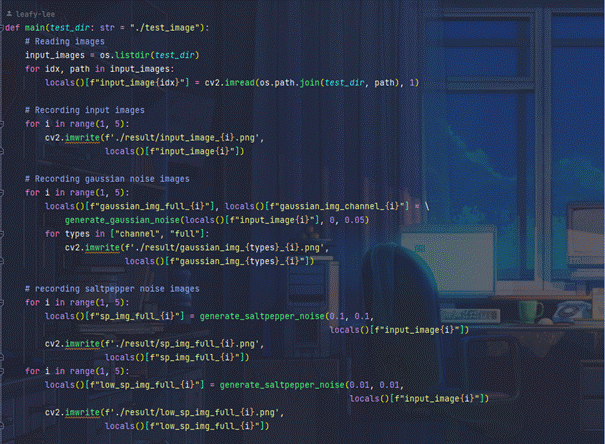 leafy-lee
def main(test_dir: str = "./test_image"):
    # Reading images
    input_images = os.listdir(test_dir)
    for idx, path in input_images:
        locals()[f"input_image{idx}"] = cv2.imread(os.path.join(test_dir, path), 1)
    # Recording input images
    for i in range(1, 5):
        cv2.imwrite(f'./result/input_image_{i}.png',
                    locals()[f"input_image{i}"])
    # Recording gaussian noise images
    for i in range(1, 5):
        locals()[f"gaussian_img_full_{i}"], locals()[f"gaussian_img_channel_{i}"] = \
            generate_gaussian_noise(locals()[f"input_image{i}"], 0, 0.05)
        for types in ["channel", "full"]:
            cv2.imwrite(f'./result/gaussian_img_{types}_{i}.png',
                        locals()[f"gaussian_img_{types}_{i}"])
    # recording saltpepper noise images
    for i in range(1, 5):
        locals()[f"sp_img_full_{i}"] = generate_saltpepper_noise(0.1, 0.1,
                                                                 locals()[f"input_image{i}"])
        cv2.imwrite(f'./result/sp_img_full_{i}.png',
                    locals()[f"sp_img_full_{i}"])
    for i in range(1, 5):
        locals()[f"low_sp_img_full_{i}"] = generate_saltpepper_noise(0.01, 0.01,
                                                                     locals()[f"input_image{i}"])
        cv2.imwrite(f'./result/low_sp_img_full_{i}.png',
                    locals()[f"low_sp_img_full_{i}"])